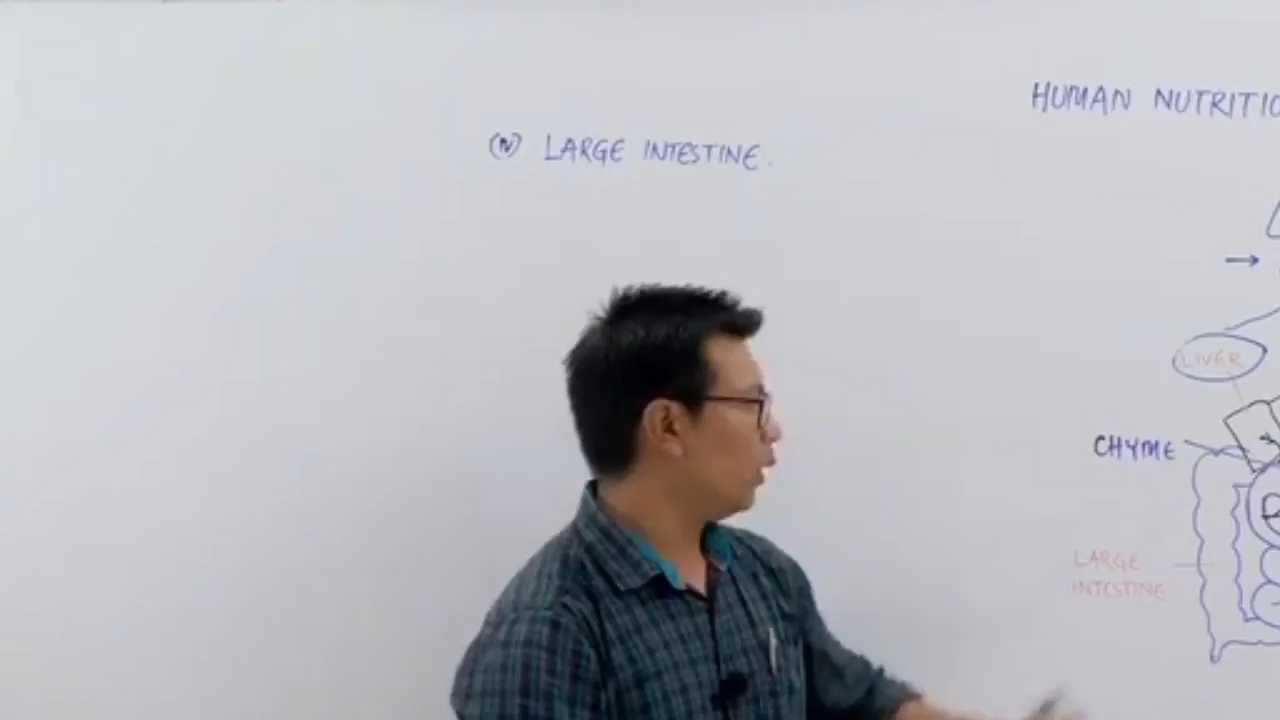 HUMAN NUTRITIO
(iv) LARGE INTESTINE.
→
LIVER
CHYME
LARGE
INTESTINE